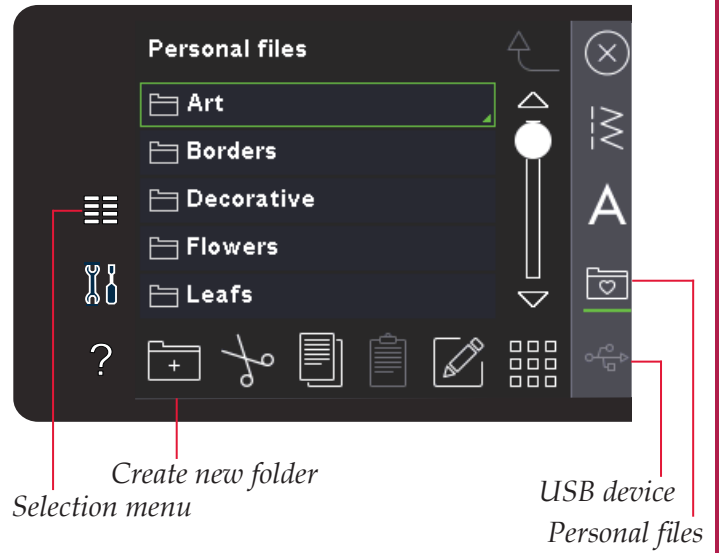 Personal files
Art
Borders
Decorative
Flowers
Leafs
A
?
Create new folder
Selection menu
USB device
Personal files